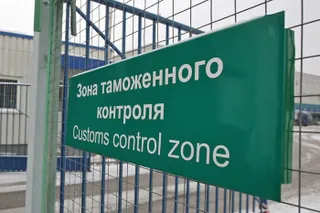 Зона таможенного
контроля
Customs control zone